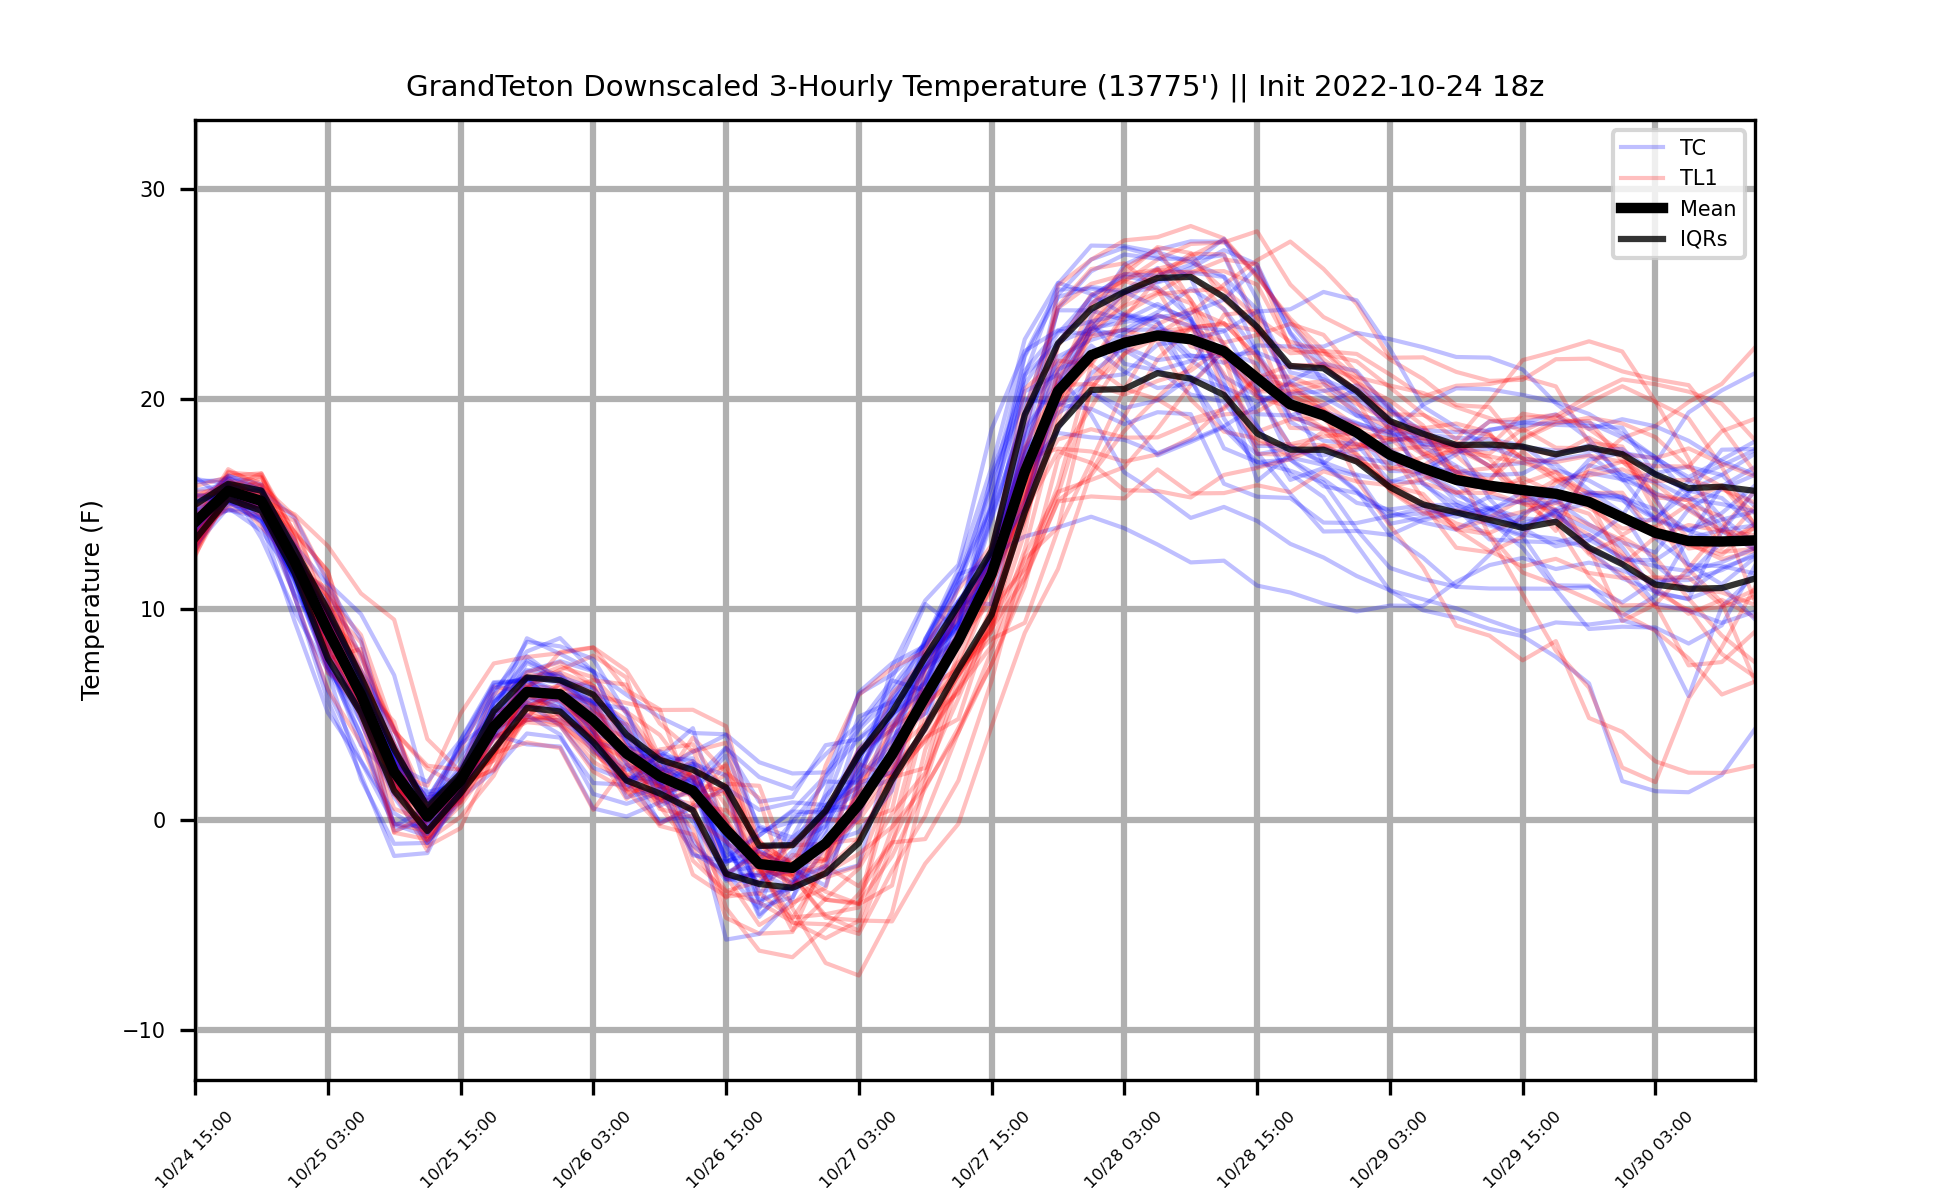 GrandTeton Downscaled 3-Hourly Temperature (13775') || Init 2022-10-24 18z
TC
TL1
Mean
IQRs
Temperature (F)
30
20
10
0
−10
10/24 15:00
10/25 03:00
10/25 15:00
10/26 03:00
10/26 15:00
10/27 03:00
10/27 15:00
10/28 03:00
10/28 15:00
10/29 03:00
10/29 15:00
10/30 03:00